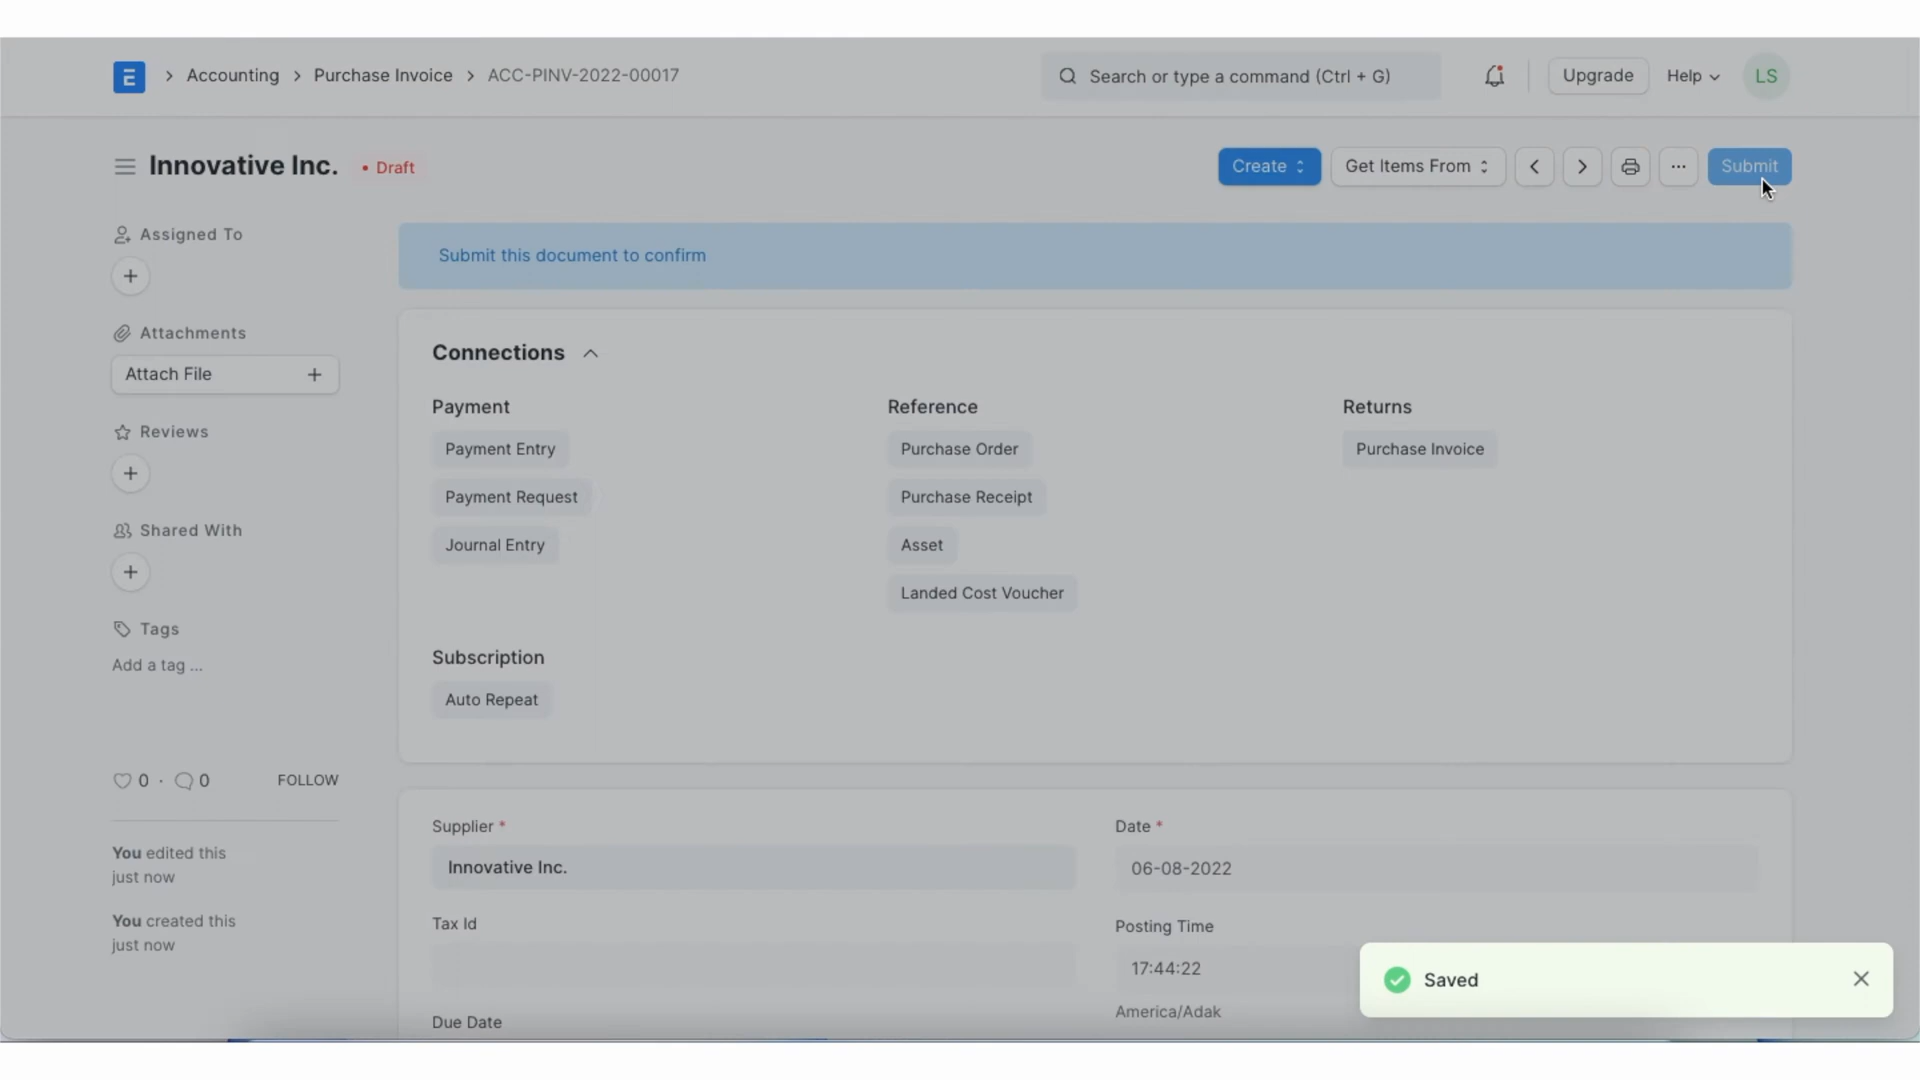 E > Accounting > Purchase Invoice > ACC-PINV-2022-00017
Search or type a command (Ctrl + G)
Upgrade
Help
LS
Innovative Inc.
• Draft
Create
Get Items From
...
Submit
Assigned To
+
Attachments
Attach File +
Reviews
+
Shared With
+
Tags
Add a tag ...
0 · 0
FOLLOW
You edited this
just now
You created this
just now
Submit this document to confirm
Connections
Payment
Payment Entry
Payment Request
Journal Entry
Reference
Purchase Order
Purchase Receipt
Asset
Landed Cost Voucher
Returns
Purchase Invoice
Subscription
Auto Repeat
Supplier *
Innovative Inc.
Tax Id
Due Date
Date *
06-08-2022
Posting Time
17:44:22
America/Adak
Saved